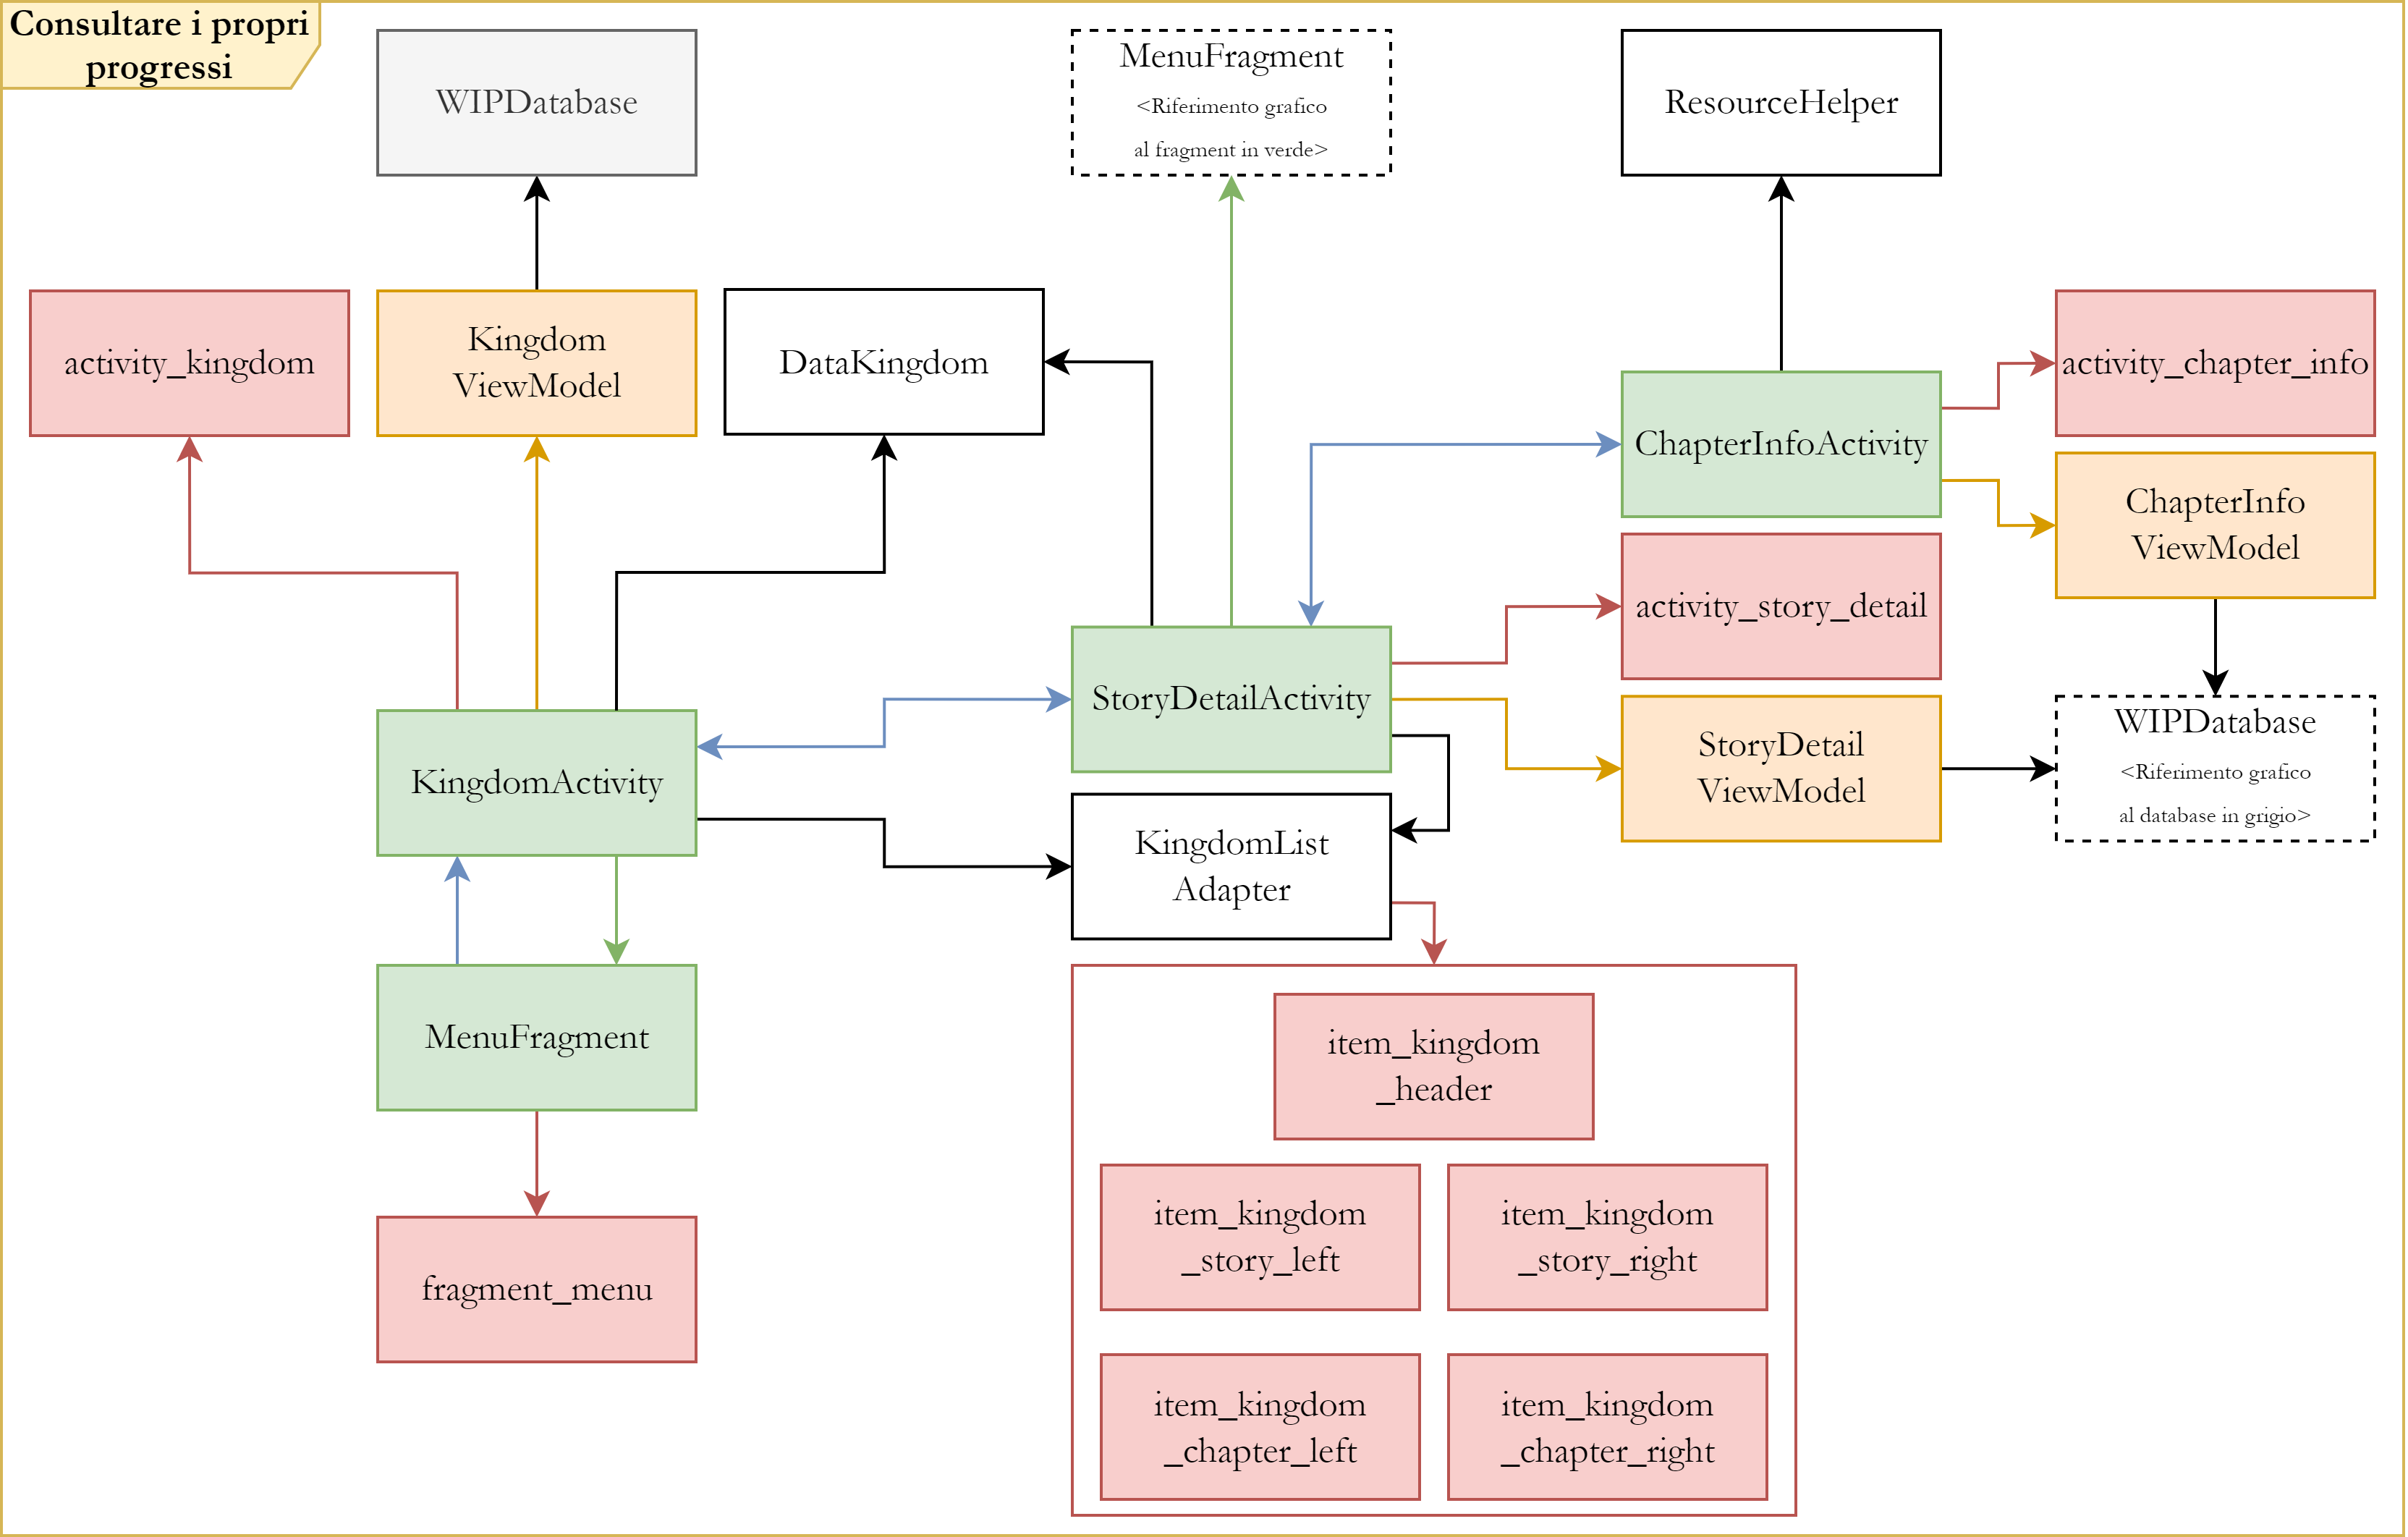 Consultare i propri
progressi
WIPDatabase
MenuFragment
<Riferimento grafico
al fragment in verde>
ResourceHelper
activity_kingdom
Kingdom
ViewModel
DataKingdom
ChapterInfoActivity
activity_chapter_info
ChapterInfo
ViewModel
activity_story_detail
StoryDetailActivity
StoryDetail
ViewModel
WIPDatabase
<Riferimento grafico
al database in grigio>
KingdomActivity
KingdomList
Adapter
MenuFragment
fragment_menu
item_kingdom
_header
item_kingdom
_story_left
item_kingdom
_story_right
item_kingdom
_chapter_left
item_kingdom
_chapter_right